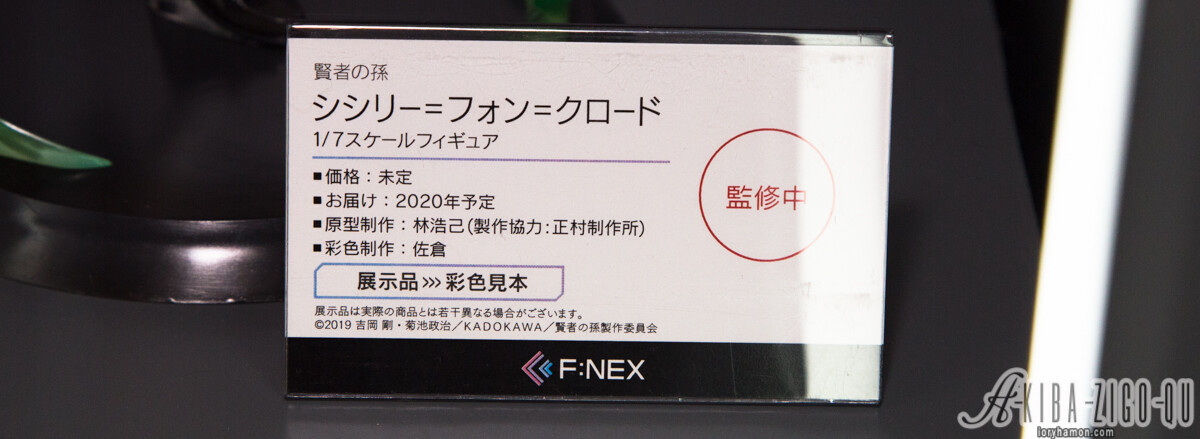 賢者の孫
シシリー=フォン=クロード
1/7スケールフィギュア
■価格：未定
■お届け：2020年予定
■原型制作：林浩己(製作協力:正村制作所)
■彩色制作：佐倉
監修中
展示品›››彩色見本
展示品は実際の商品とは若干異なる場合がございます。
©2019 吉岡 剛・菊池政治／KADOKAWA／賢者の孫製作委員会
F:NEX
AKIBA-ZIGO-OU
loryhamon.com